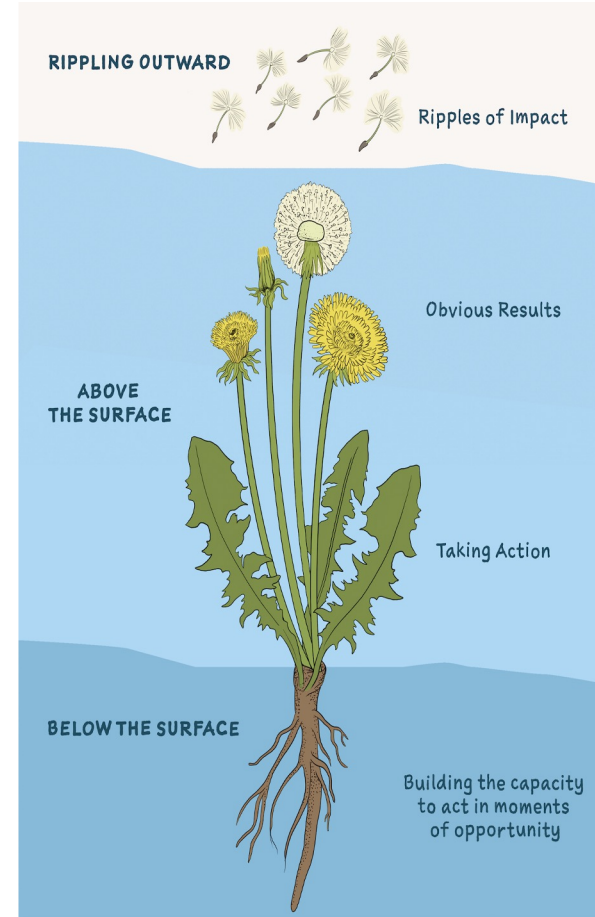 RIPPLING OUTWARD
Ripples of Impact
Obvious Results
ABOVE
THE SURFACE
Taking Action
BELOW THE SURFACE
Building the capacity
to act in moments
of opportunity